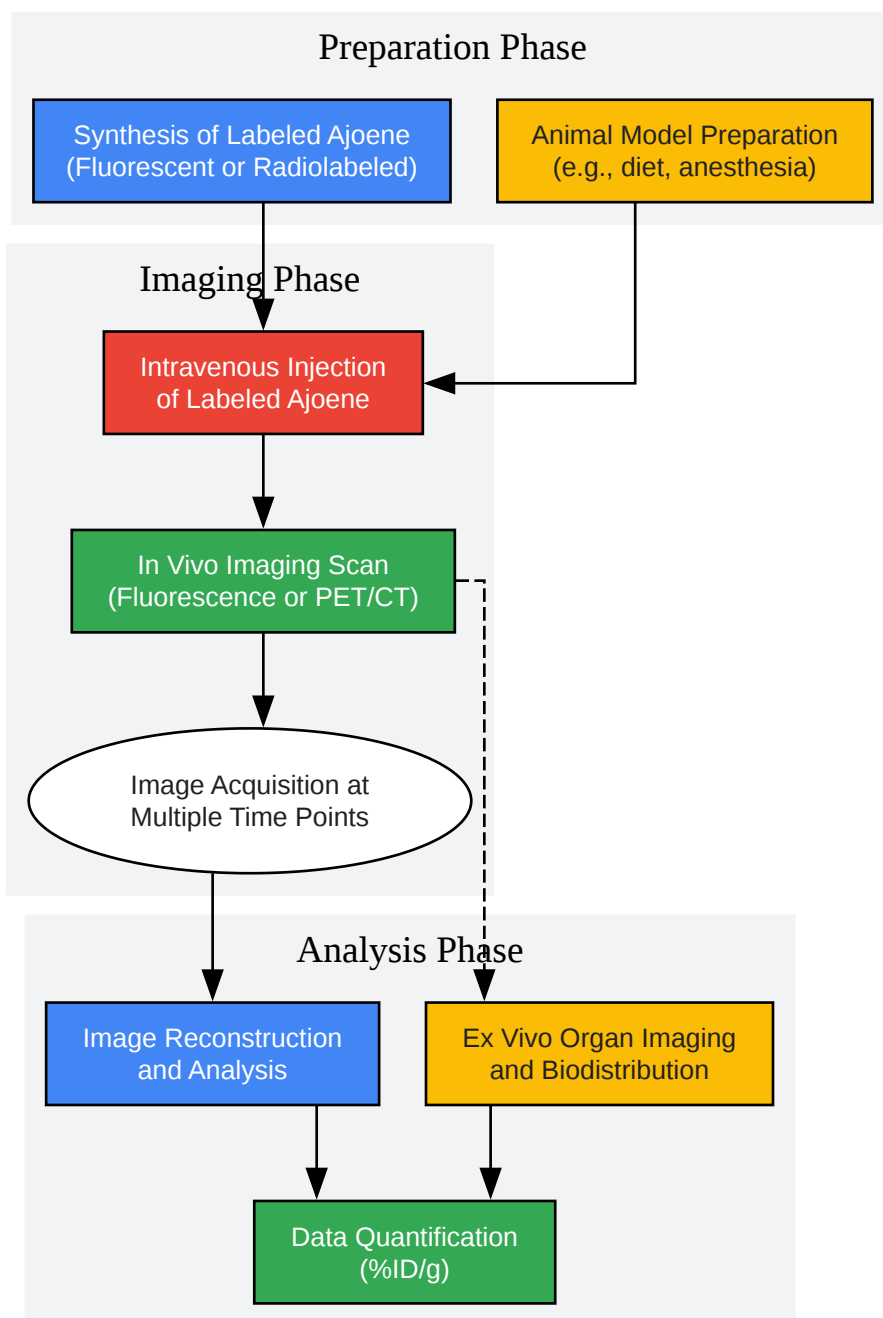 Preparation Phase
Synthesis of Labeled Ajoene
(Fluorescent or Radiolabeled)
Animal Model Preparation
(e.g., diet, anesthesia)
Imaging Phase
Intravenous Injection
of Labeled Ajoene
In Vivo Imaging Scan
(Fluorescence or PET/CT)
Image Acquisition at
Multiple Time Points
Analysis Phase
Image Reconstruction
and Analysis
Ex Vivo Organ Imaging
and Biodistribution
Data Quantification
(%ID/g)